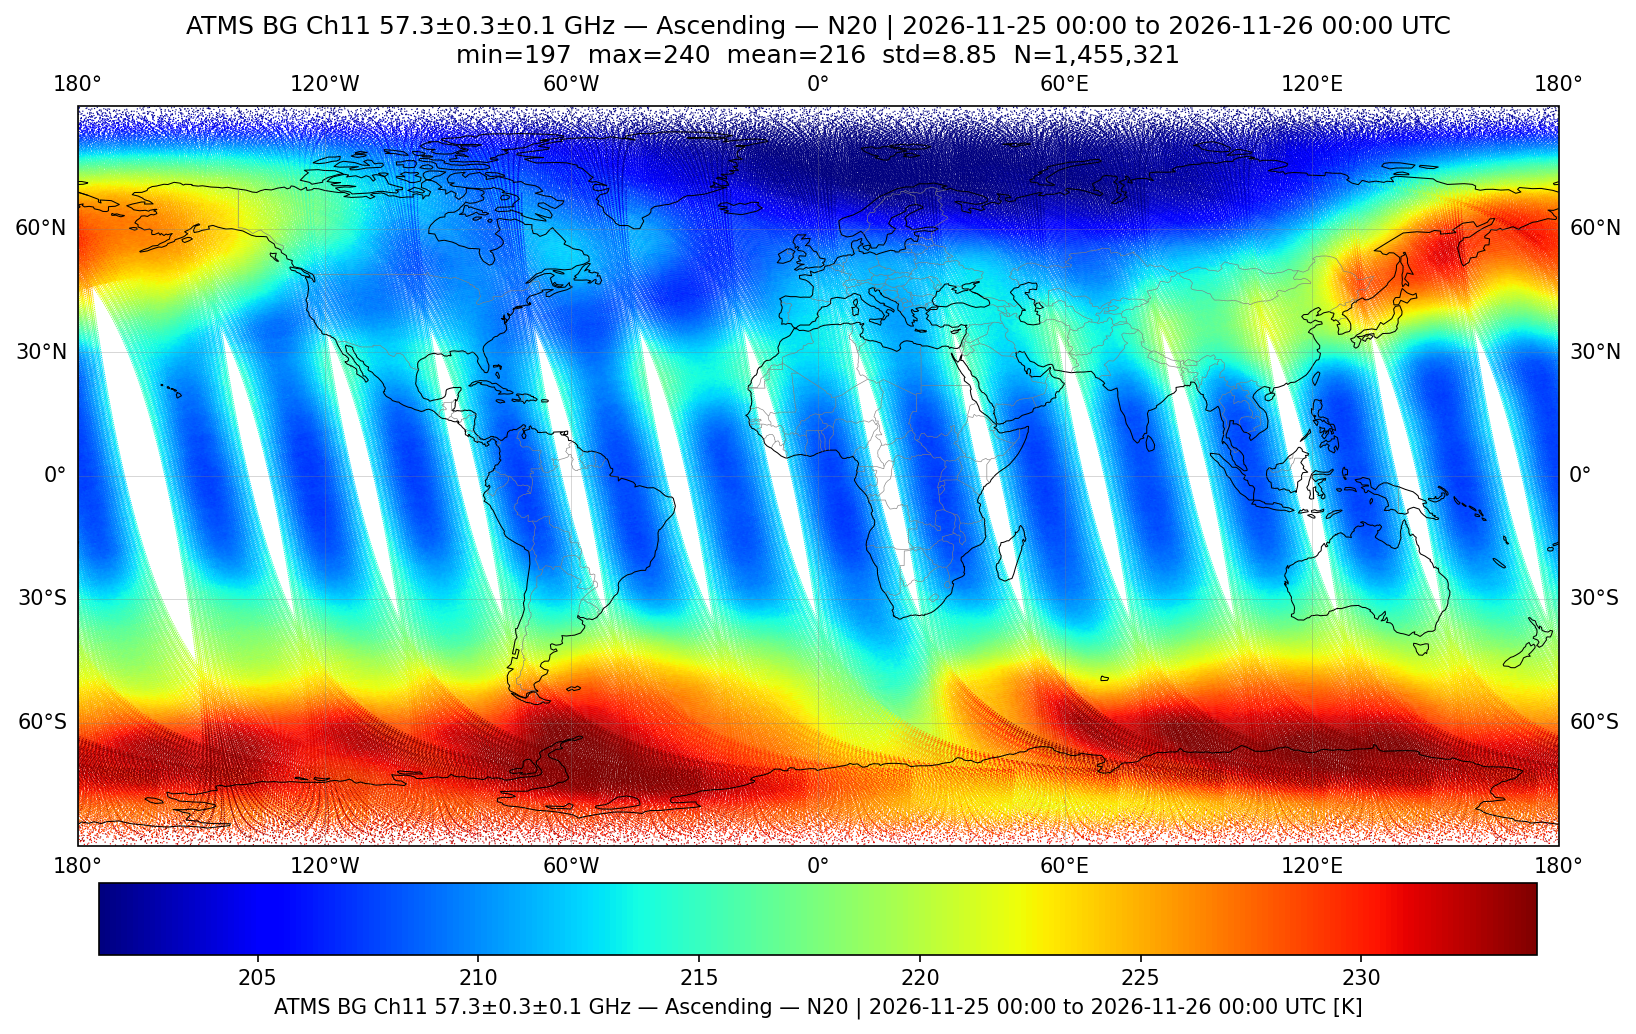 ATMS BG Ch11 57.3±0.3±0.1 GHz — Ascending — N20 | 2026-11-25 00:00 to 2026-11-26 00:00 UTC
min=197 max=240 mean=216 std=8.85 N=1,455,321
180° 120°W 60°W 0° 60°E 120°E 180°
60°N 60°N
30°N 30°N
0° 0°
30°S 30°S
60°S 60°S
180° 120°W 60°W 0° 60°E 120°E 180°
205 210 215 220 225 230
ATMS BG Ch11 57.3±0.3±0.1 GHz — Ascending — N20 | 2026-11-25 00:00 to 2026-11-26 00:00 UTC [K]